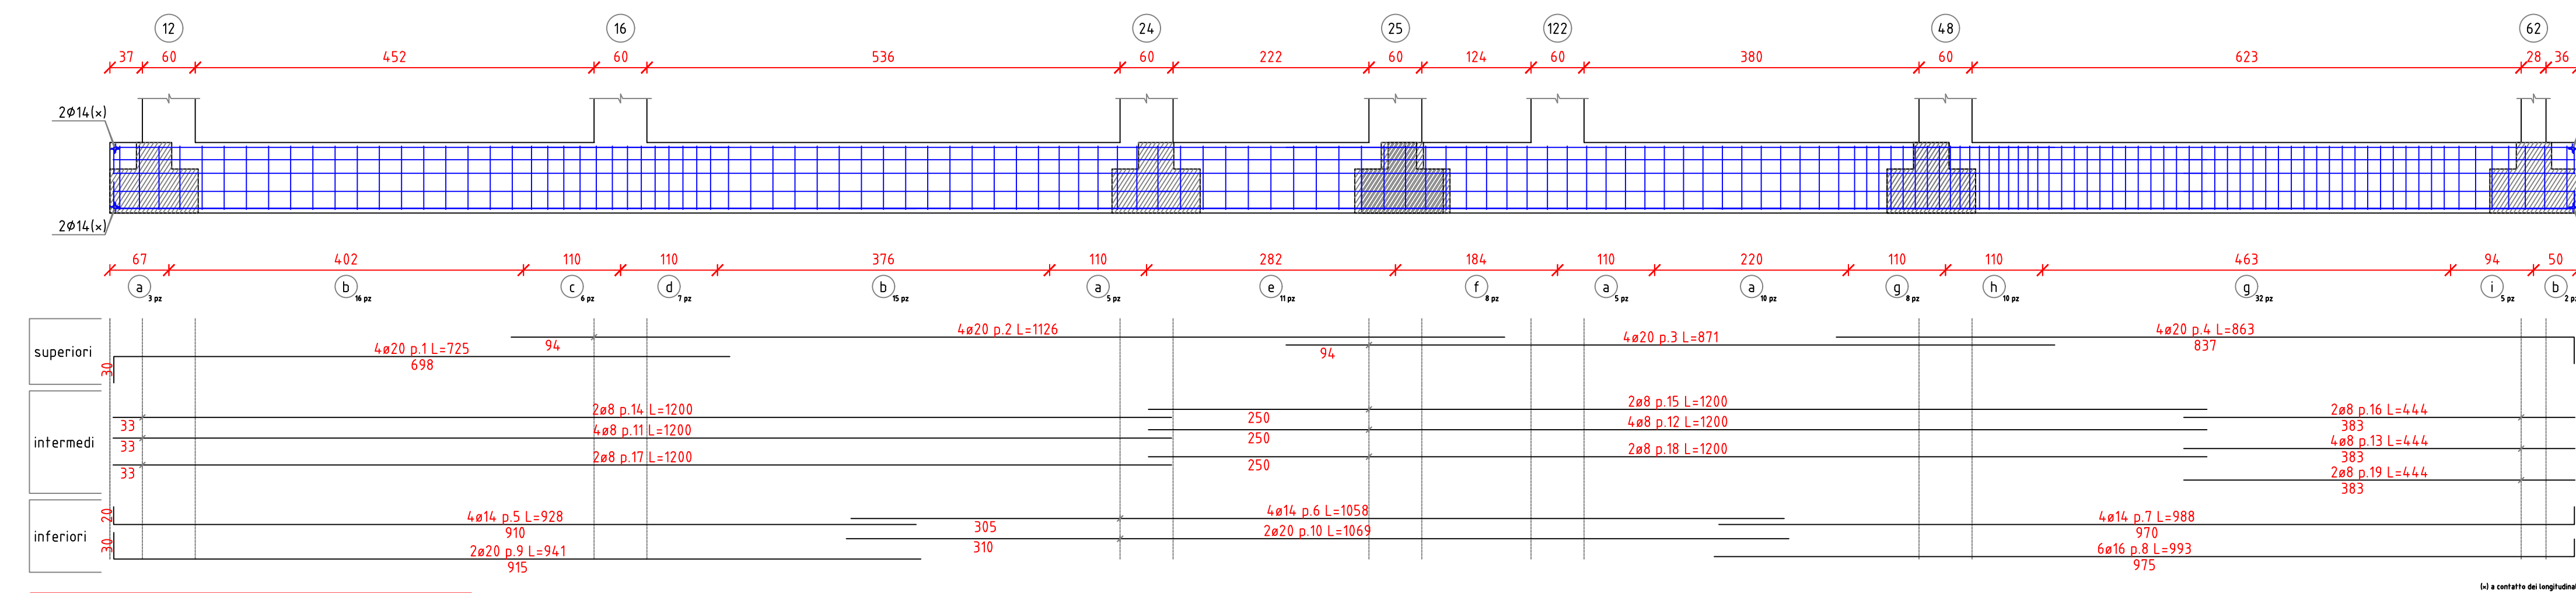 12 16 24 25 122 48 62
37 60 452 60 536 60 222 60 124 60 380 60 623 28 36
2Ø14(×)
2Ø14(×)
67 402 110 110 376 110 282 184 110 220 110 110 463 94 50
a 3 pz b 16 pz c 6 pz d 7 pz b 15 pz a 5 pz e 11 pz f 8 pz a 5 pz a 10 pz g 8 pz h 10 pz g 32 pz i 5 pz b 2 pz
superiori
4ø20 p.2 L=1126 4ø20 p.3 L=871 4ø20 p.4 L=863
94 94 837
4ø20 p.1 L=725
30 698
intermedi
2ø8 p.14 L=1200 2ø8 p.15 L=1200 2ø8 p.16 L=444
33 250 383
4ø8 p.11 L=1200 4ø8 p.12 L=1200 4ø8 p.13 L=444
33 250 383
2ø8 p.17 L=1200 2ø8 p.18 L=1200 2ø8 p.19 L=444
33 250 383
inferiori
20 4ø14 p.5 L=928 4ø14 p.6 L=1058 4ø14 p.7 L=988
910 305 970
30 2ø20 p.9 L=941 2ø20 p.10 L=1069 6ø16 p.8 L=993
915 310 975
(×) a contatto dei longitudinal